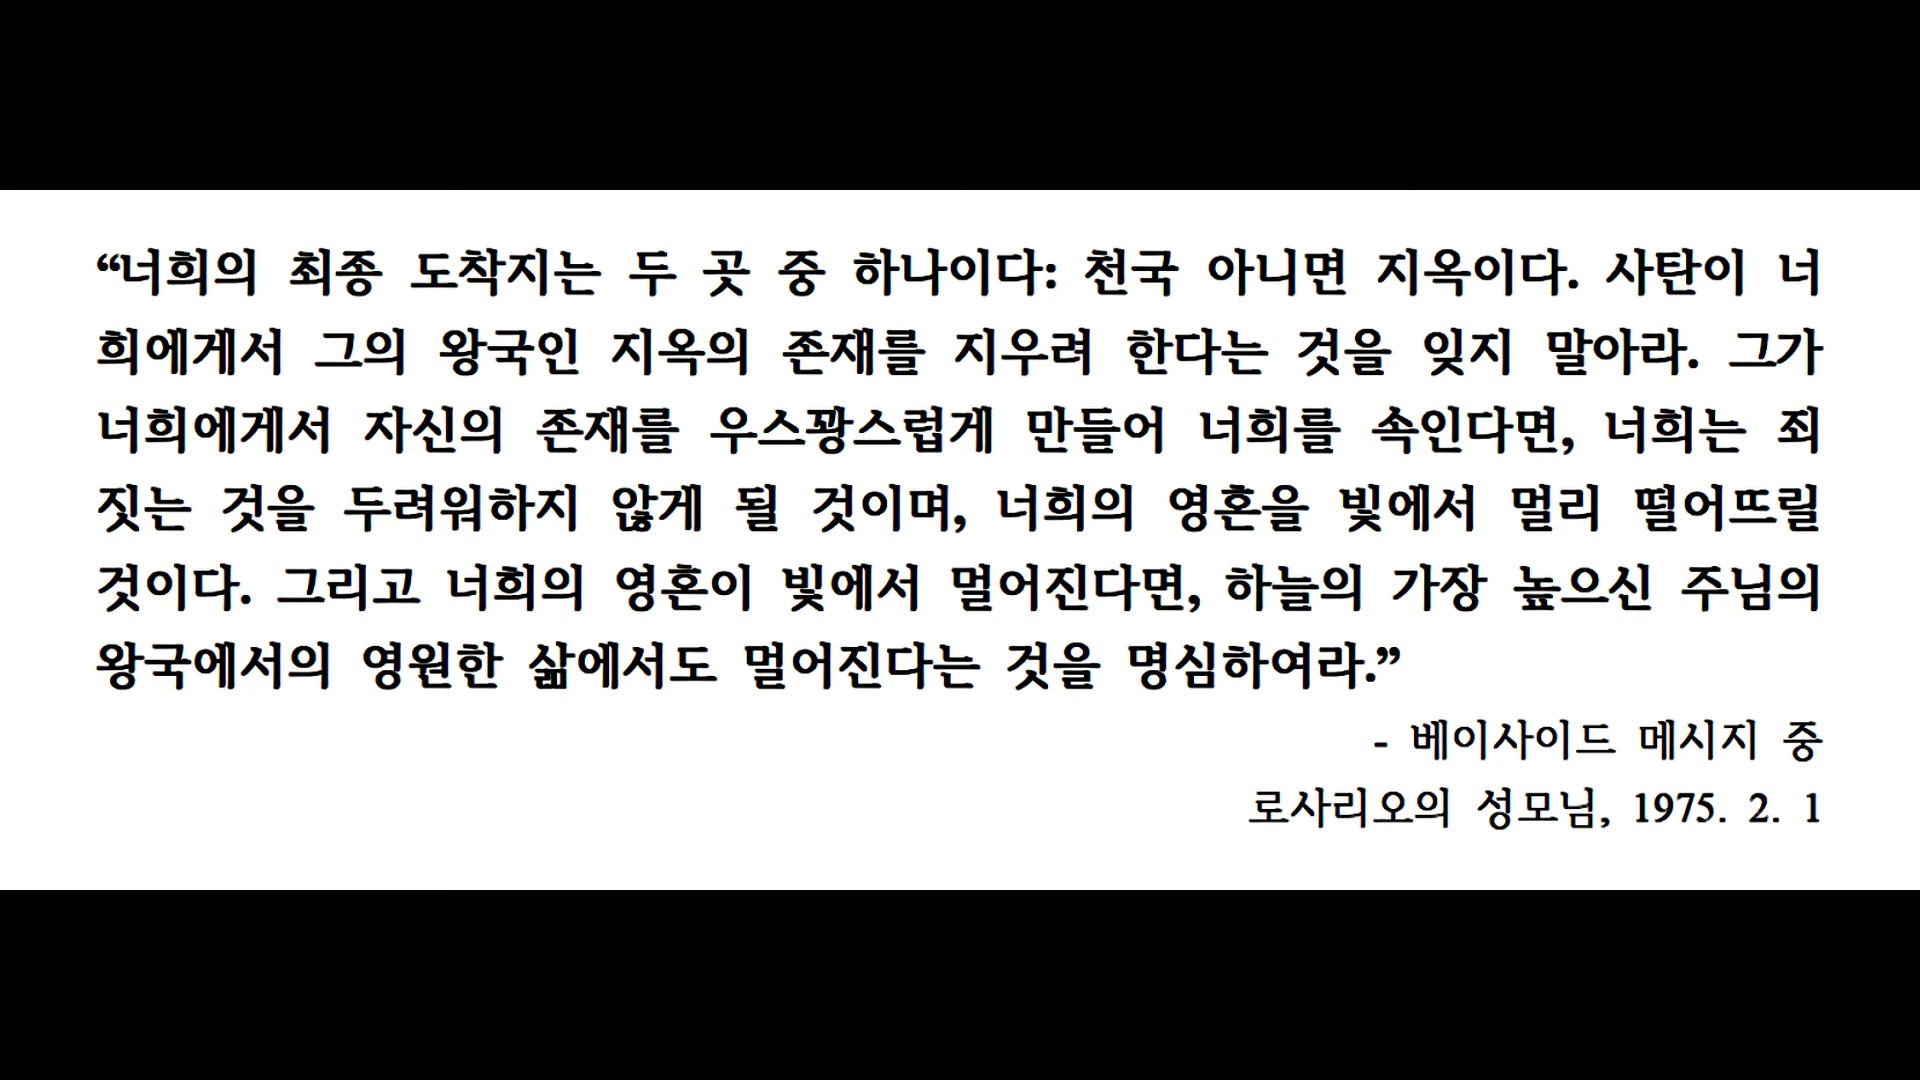 “너희의 최종 도착지는 두 곳 중 하나이다: 천국 아니면 지옥이다. 사탄이 너
희에게서 그의 왕국인 지옥의 존재를 지우려 한다는 것을 잊지 말아라. 그가
너희에게서 자신의 존재를 우스꽝스럽게 만들어 너희를 속인다면, 너희는 죄
짓는 것을 두려워하지 않게 될 것이며, 너희의 영혼을 빛에서 멀리 떨어뜨릴
것이다. 그리고 너희의 영혼이 빛에서 멀어진다면, 하늘의 가장 높으신 주님의
왕국에서의 영원한 삶에서도 멀어진다는 것을 명심하여라.”
- 베이사이드 메시지 중
로사리오의 성모님, 1975. 2. 1